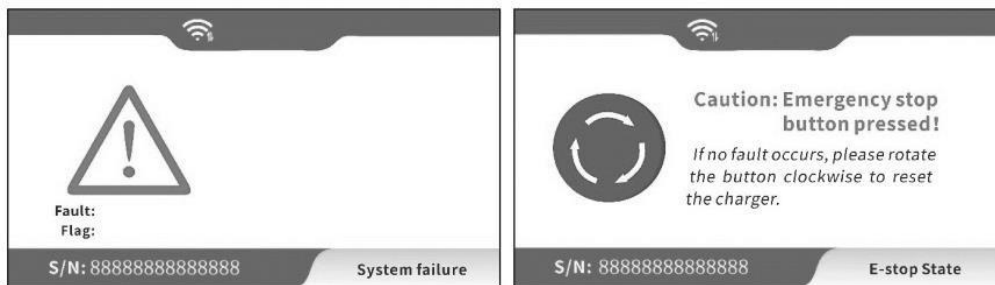 Fault:
Flag:
S/N: 88888888888888
System failure
Caution: Emergency stop
button pressed!
If no fault occurs, please rotate
the button clockwise to reset
the charger.
S/N: 88888888888888
E-stop State